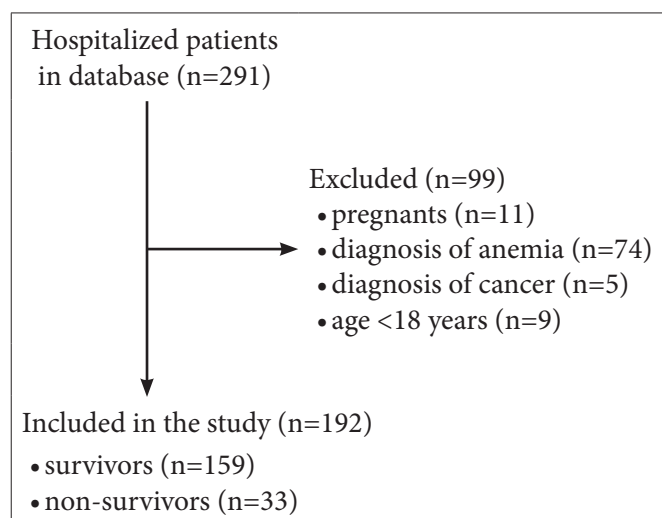 Hospitalized patients
in database (n=291)
Excluded (n=99)
• pregnants (n=11)
• diagnosis of anemia (n=74)
• diagnosis of cancer (n=5)
• age <18 years (n=9)
Included in the study (n=192)
• survivors (n=159)
• non-survivors (n=33)